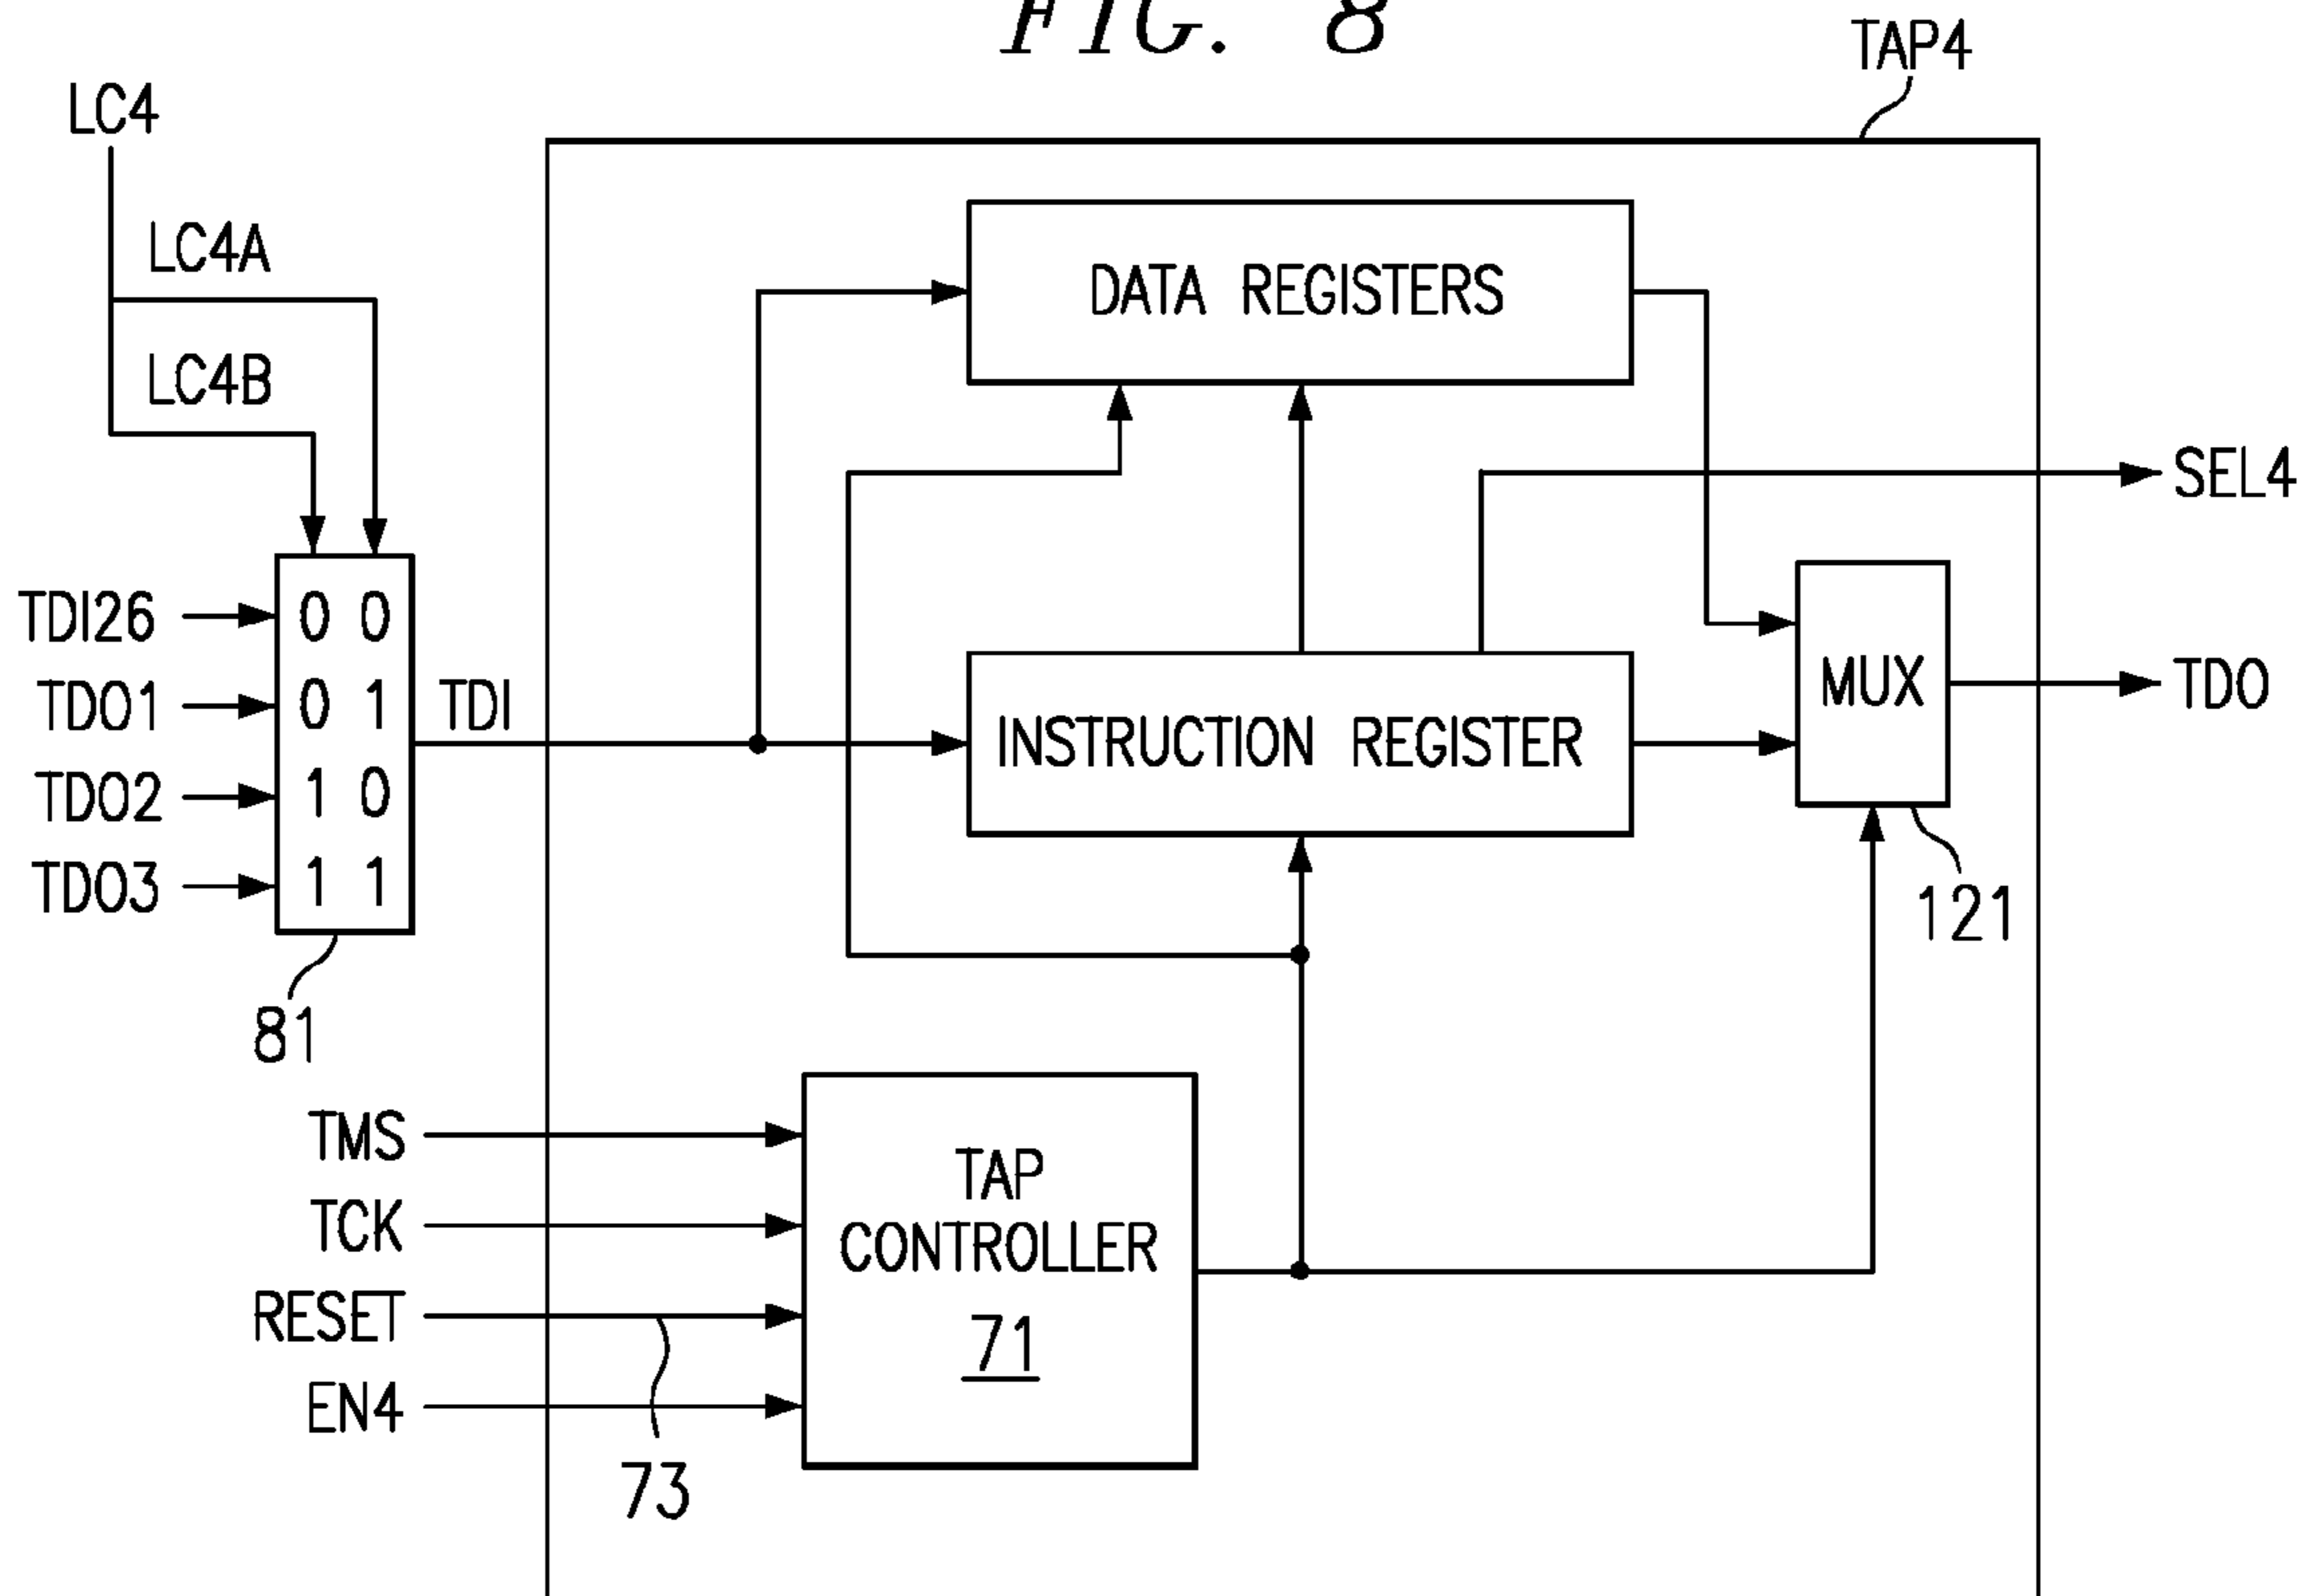 FIG. 8
TAP4
LC4
LC4A
LC4B
DATA REGISTERS
SEL4
TDI26
0 0
TDO1
0 1
TDI
TDO2
1 0
TDO3
1 1
81
INSTRUCTION REGISTER
MUX
TDO
121
TMS
TCK
RESET
EN4
TAP
CONTROLLER
71
73